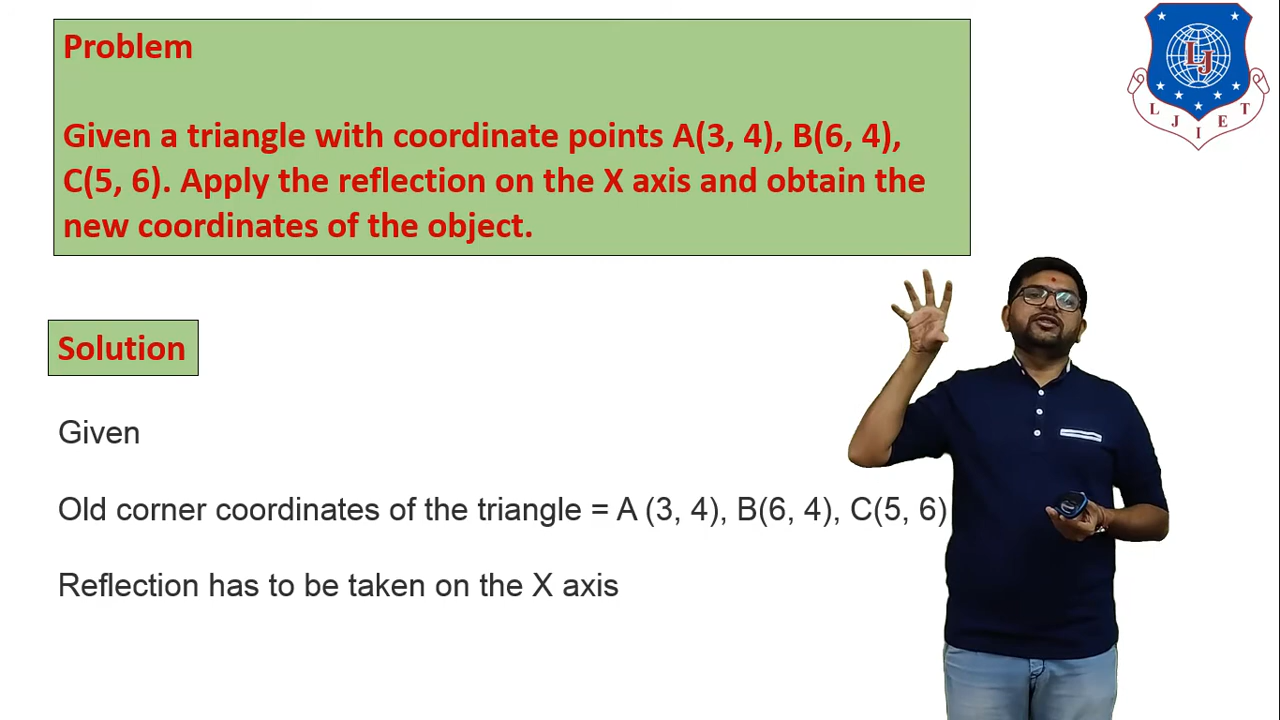 Problem
Given a triangle with coordinate points A(3, 4), B(6, 4),
C(5, 6). Apply the reflection on the X axis and obtain the
new coordinates of the object.
Solution
Given
Old corner coordinates of the triangle = A (3, 4), B(6, 4), C(5, 6)
Reflection has to be taken on the X axis
LJ
L J I E T